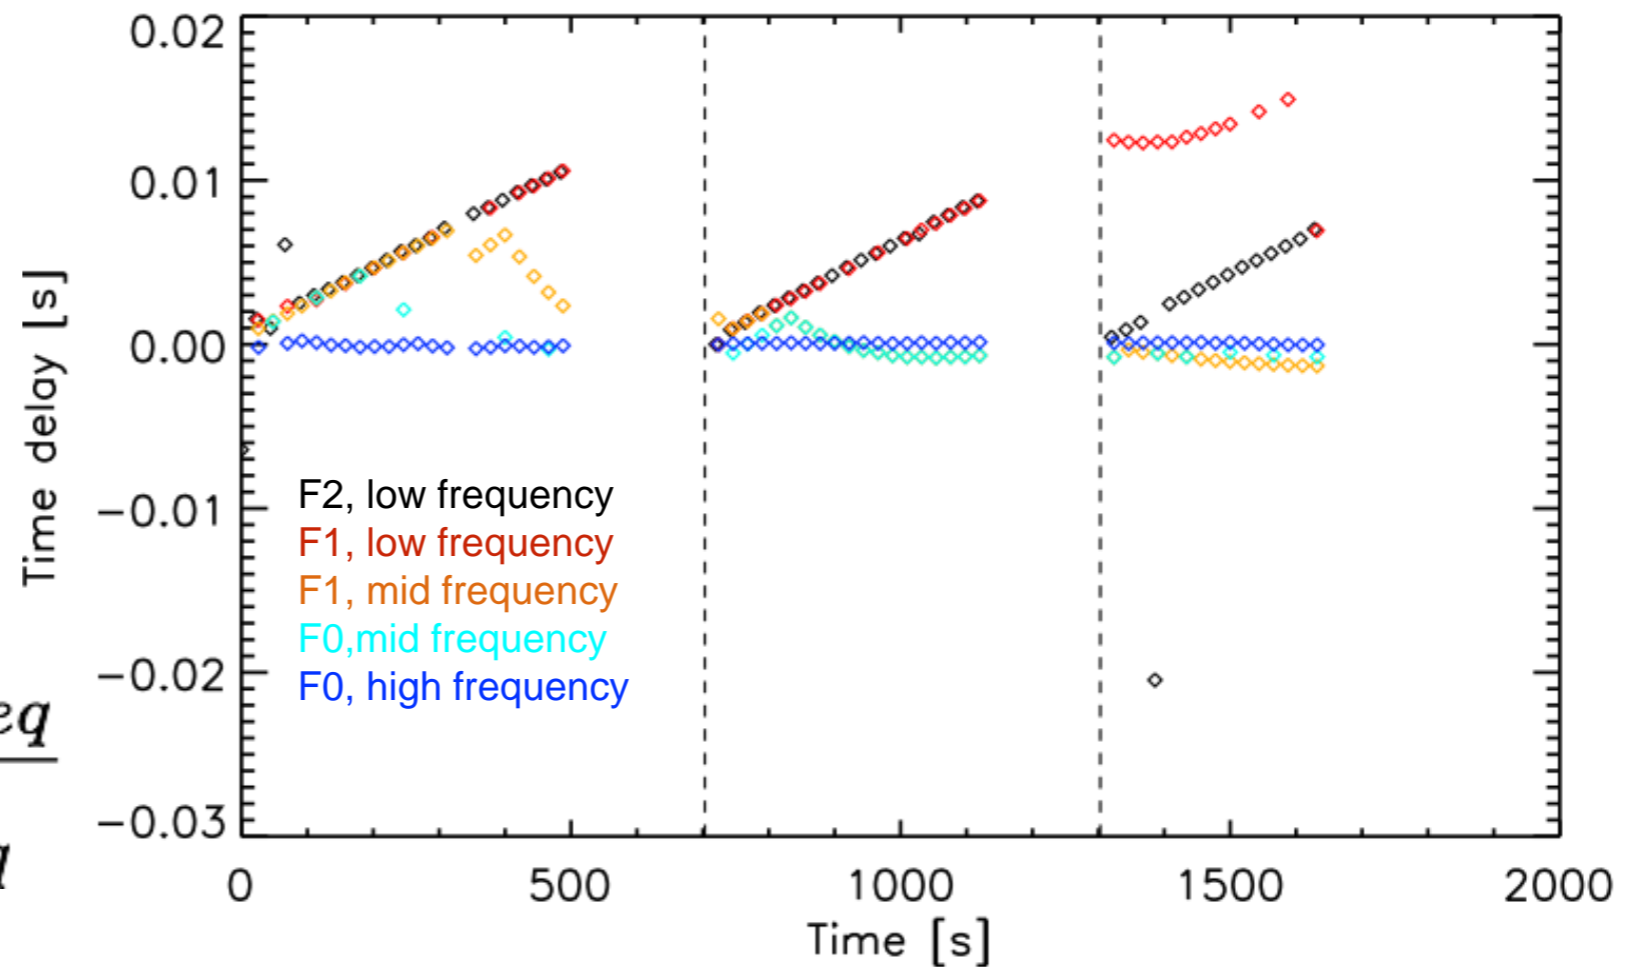 0.02
0.01
0.00
−0.01
−0.02
−0.03
Time delay [s]
F2, low frequency
F1, low frequency
F1, mid frequency
F0,mid frequency
F0, high frequency
eq
q
0 500 1000 1500 2000
Time [s]